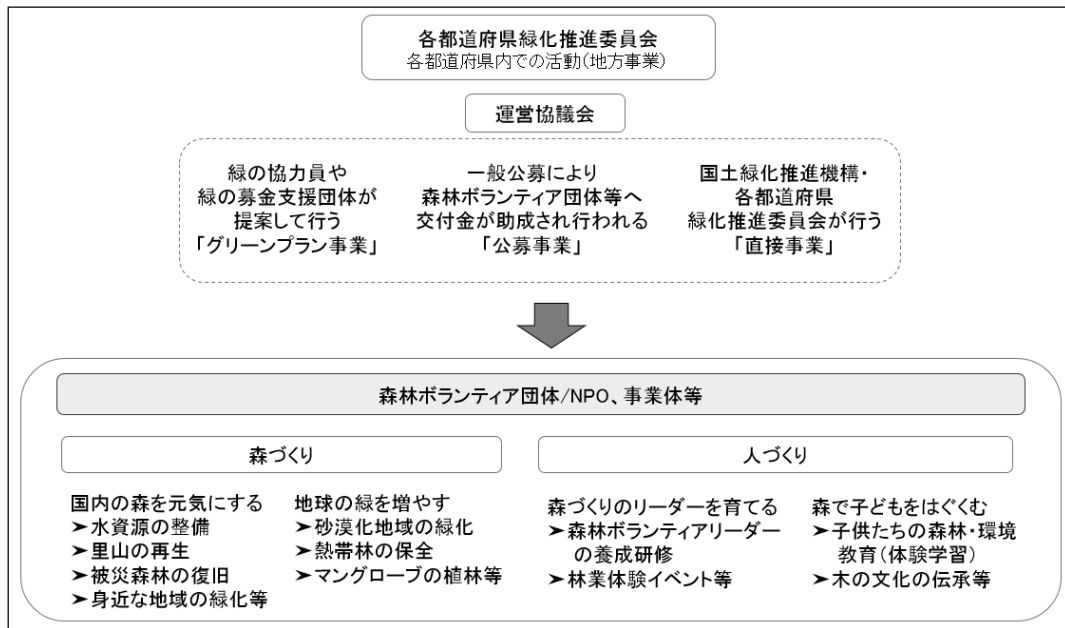 各都道府県緑化推進委員会
各都道府県内での活動(地方事業)
運営協議会
緑の協力員や
緑の募金支援団体が
提案して行う
「グリーンプラン事業」
一般公募により
森林ボランティア団体等へ
交付金が助成され行われる
「公募事業」
国土緑化推進機構・
各都道府県
緑化推進委員会が行う
「直接事業」
森林ボランティア団体/NPO、事業体等
森づくり
国内の森を元気にする
➤水資源の整備
➤里山の再生
➤被災森林の復旧
➤身近な地域の緑化等
地球の緑を増やす
➤砂漠化地域の緑化
➤熱帯林の保全
➤マングローブの植林等
人づくり
森づくりのリーダーを育てる
➤森林ボランティアリーダー
の養成研修
➤林業体験イベント等
森で子どもをはぐくむ
➤子供たちの森林・環境
教育(体験学習)
➤木の文化の伝承等